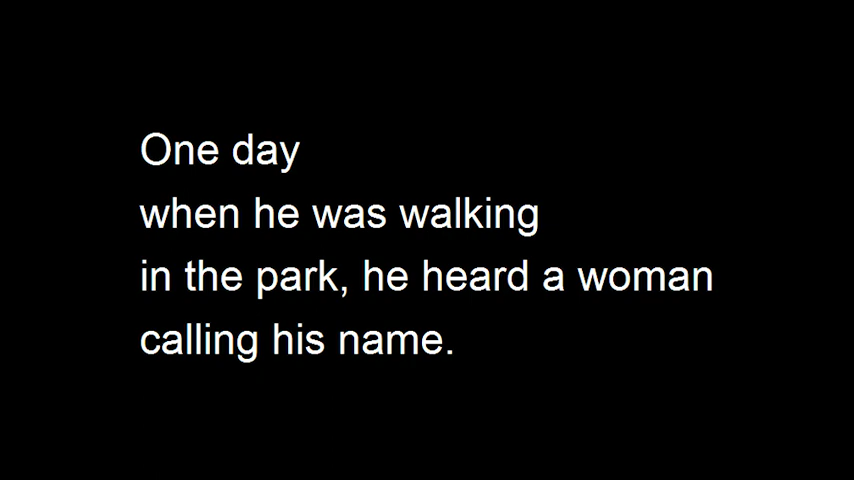 One day
when he was walking
in the park, he heard a woman
calling his name.